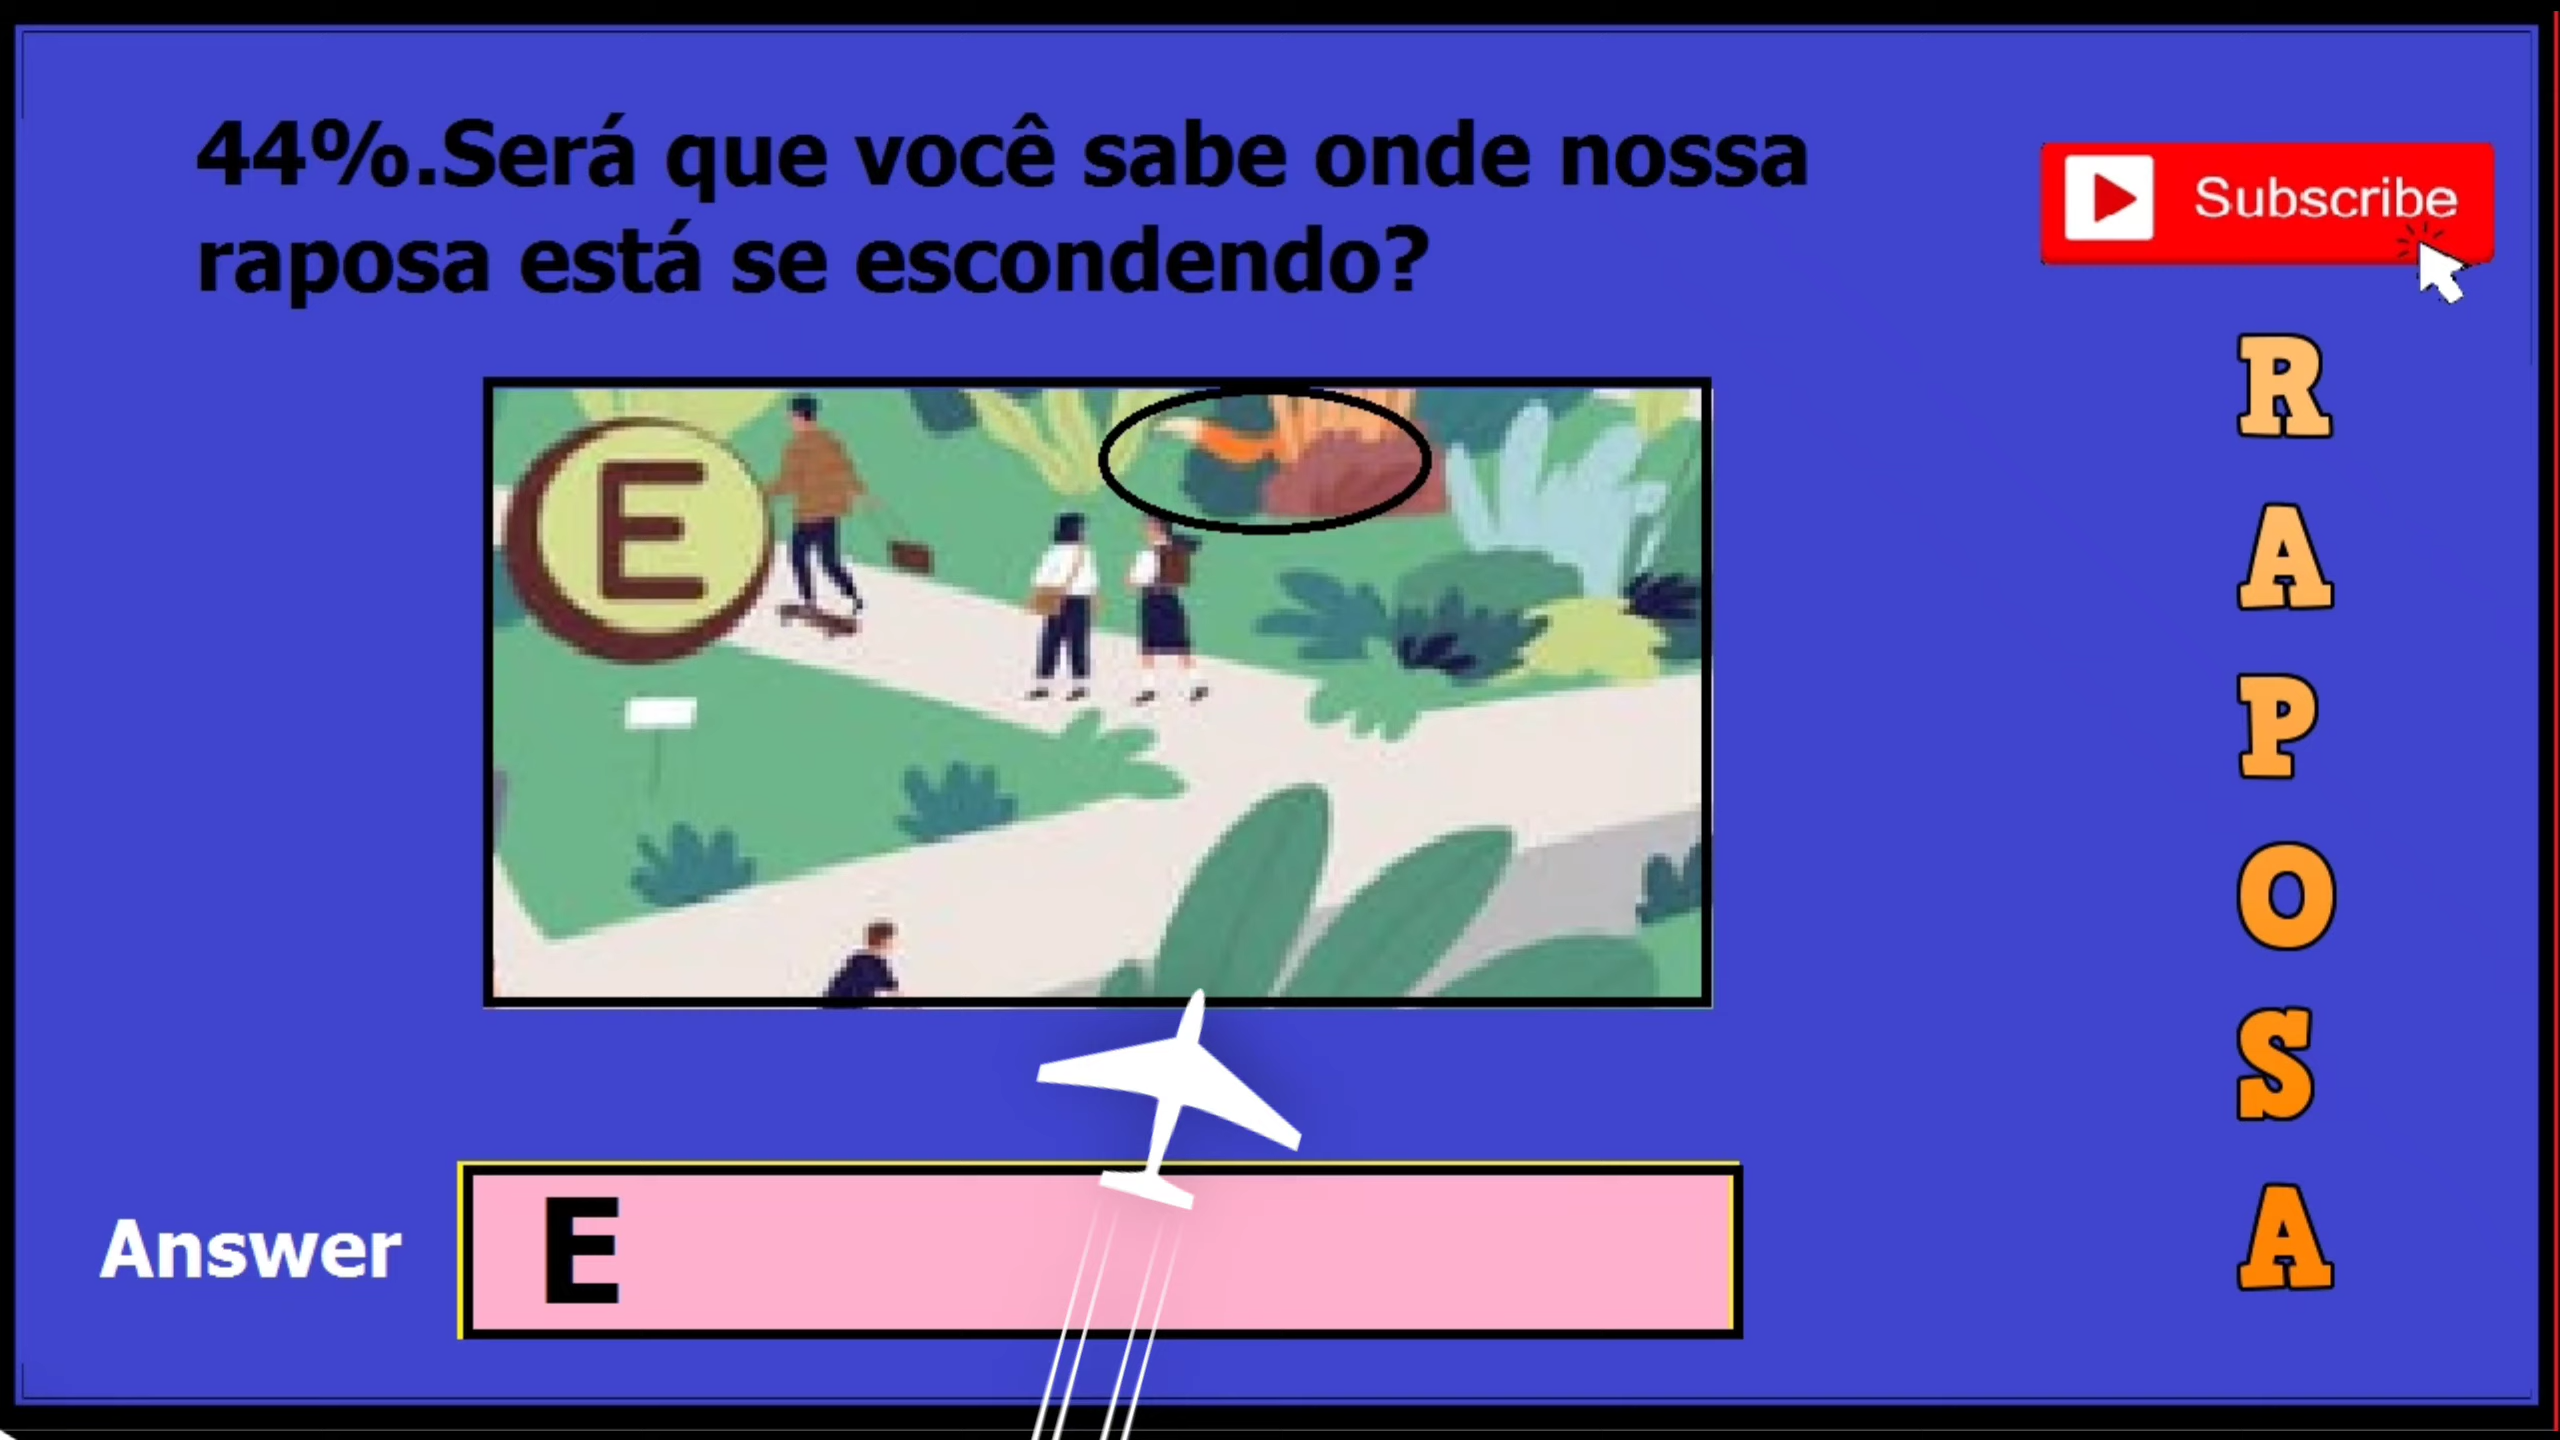 44%.Será que você sabe onde nossa
raposa está se escondendo?
Subscribe
E
R
A
P
O
S
A
Answer
E